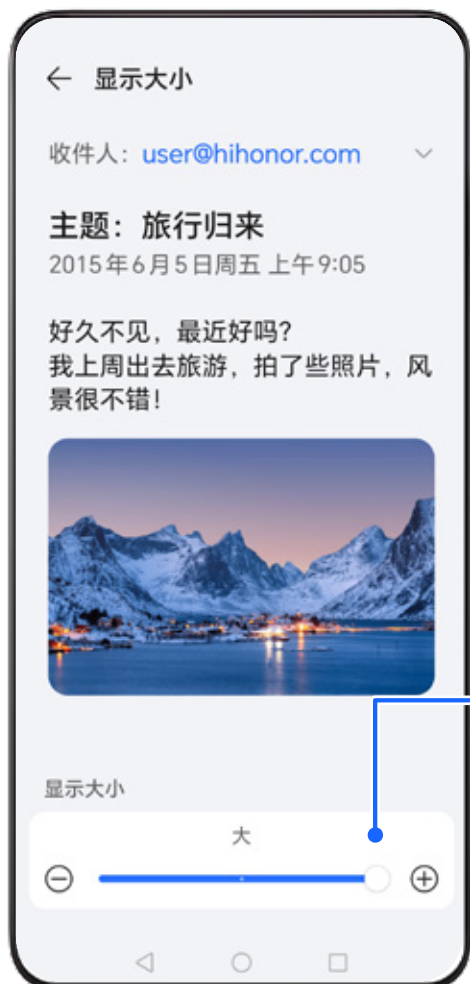 显示大小
收件人：user@hihonor.com
主题：旅行归来
2015年6月5日周五 上午9:05
好久不见，最近好吗？
我上周出去旅游，拍了些照片，风
景很不错！
显示大小
大